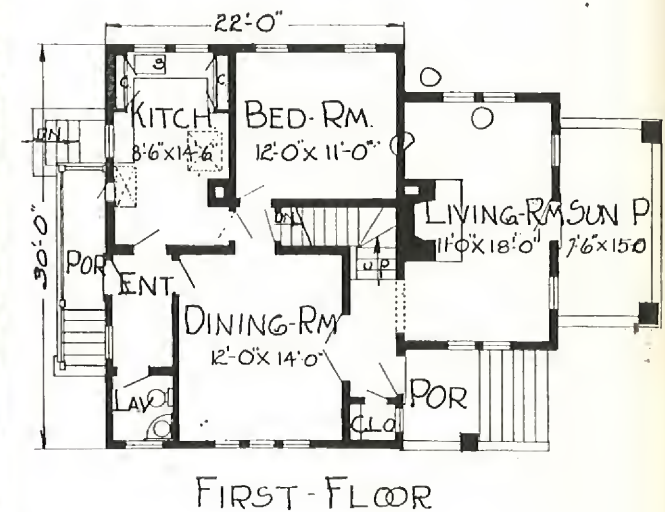 22'-0"
30'-0"
S
C
C
KITCH
8'-6"X14'-6"
BED-RM.
12'-0"X 11'-0"
DN
DN
UP
LIVING-RM
11'-0"X18'-0"
SUN P
7'6"X15-0
POR
ENT
DINING-RM
12'-0"X 14'-0"
LAV
CLO
POR
FIRST-FLOOR